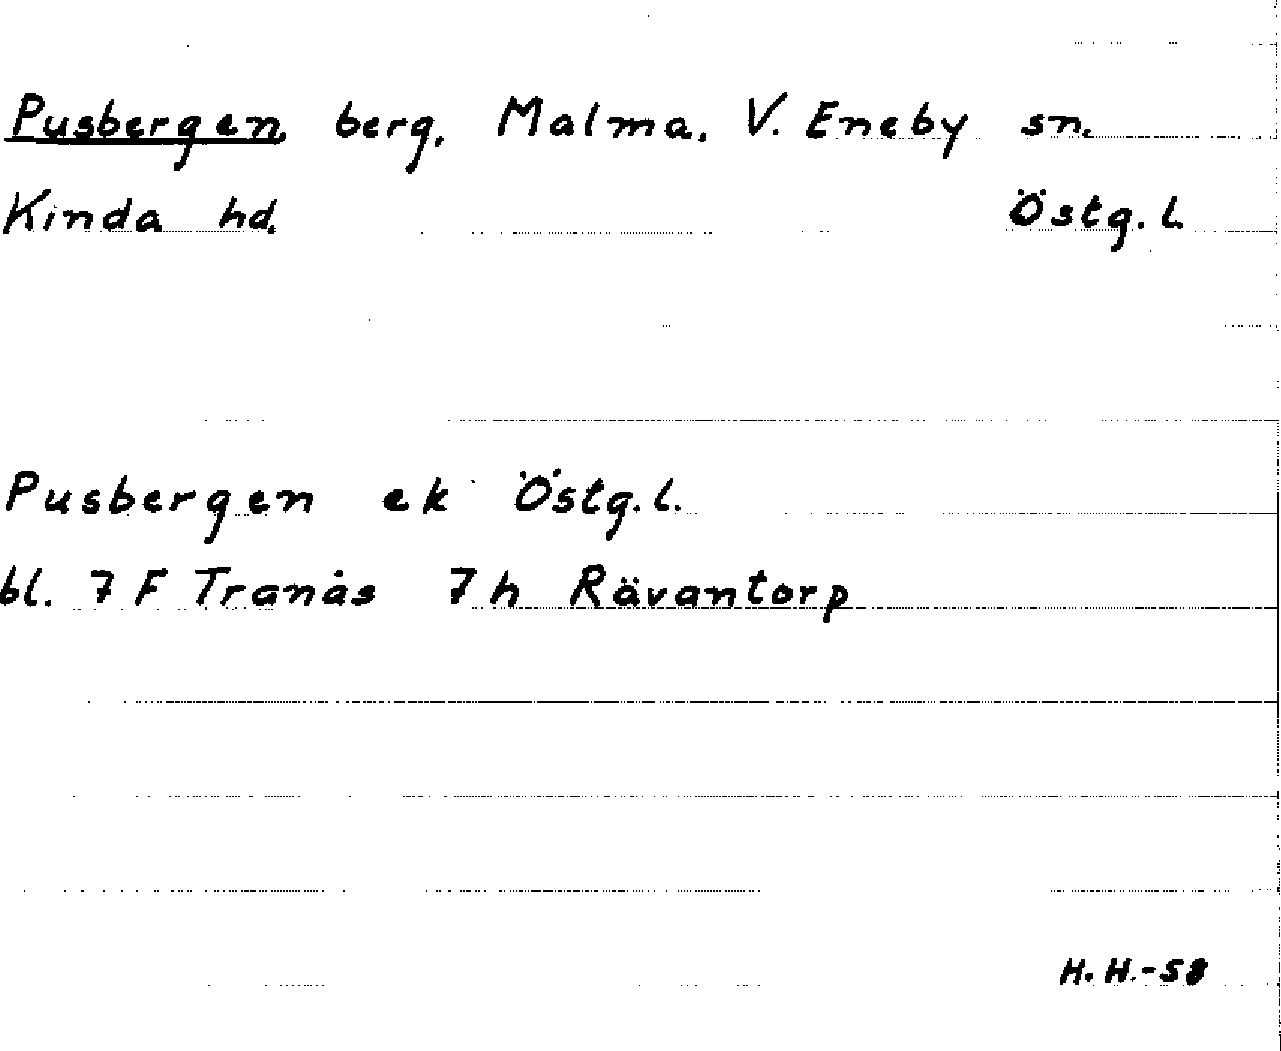 Pusbergen, berg, Malma, V. Eneby sn.
Kinda hd. Östg. l.
Pusbergen ek Östg. l.
bl. 7 F Tranås 7 h Rävantorp
H. H. - 58